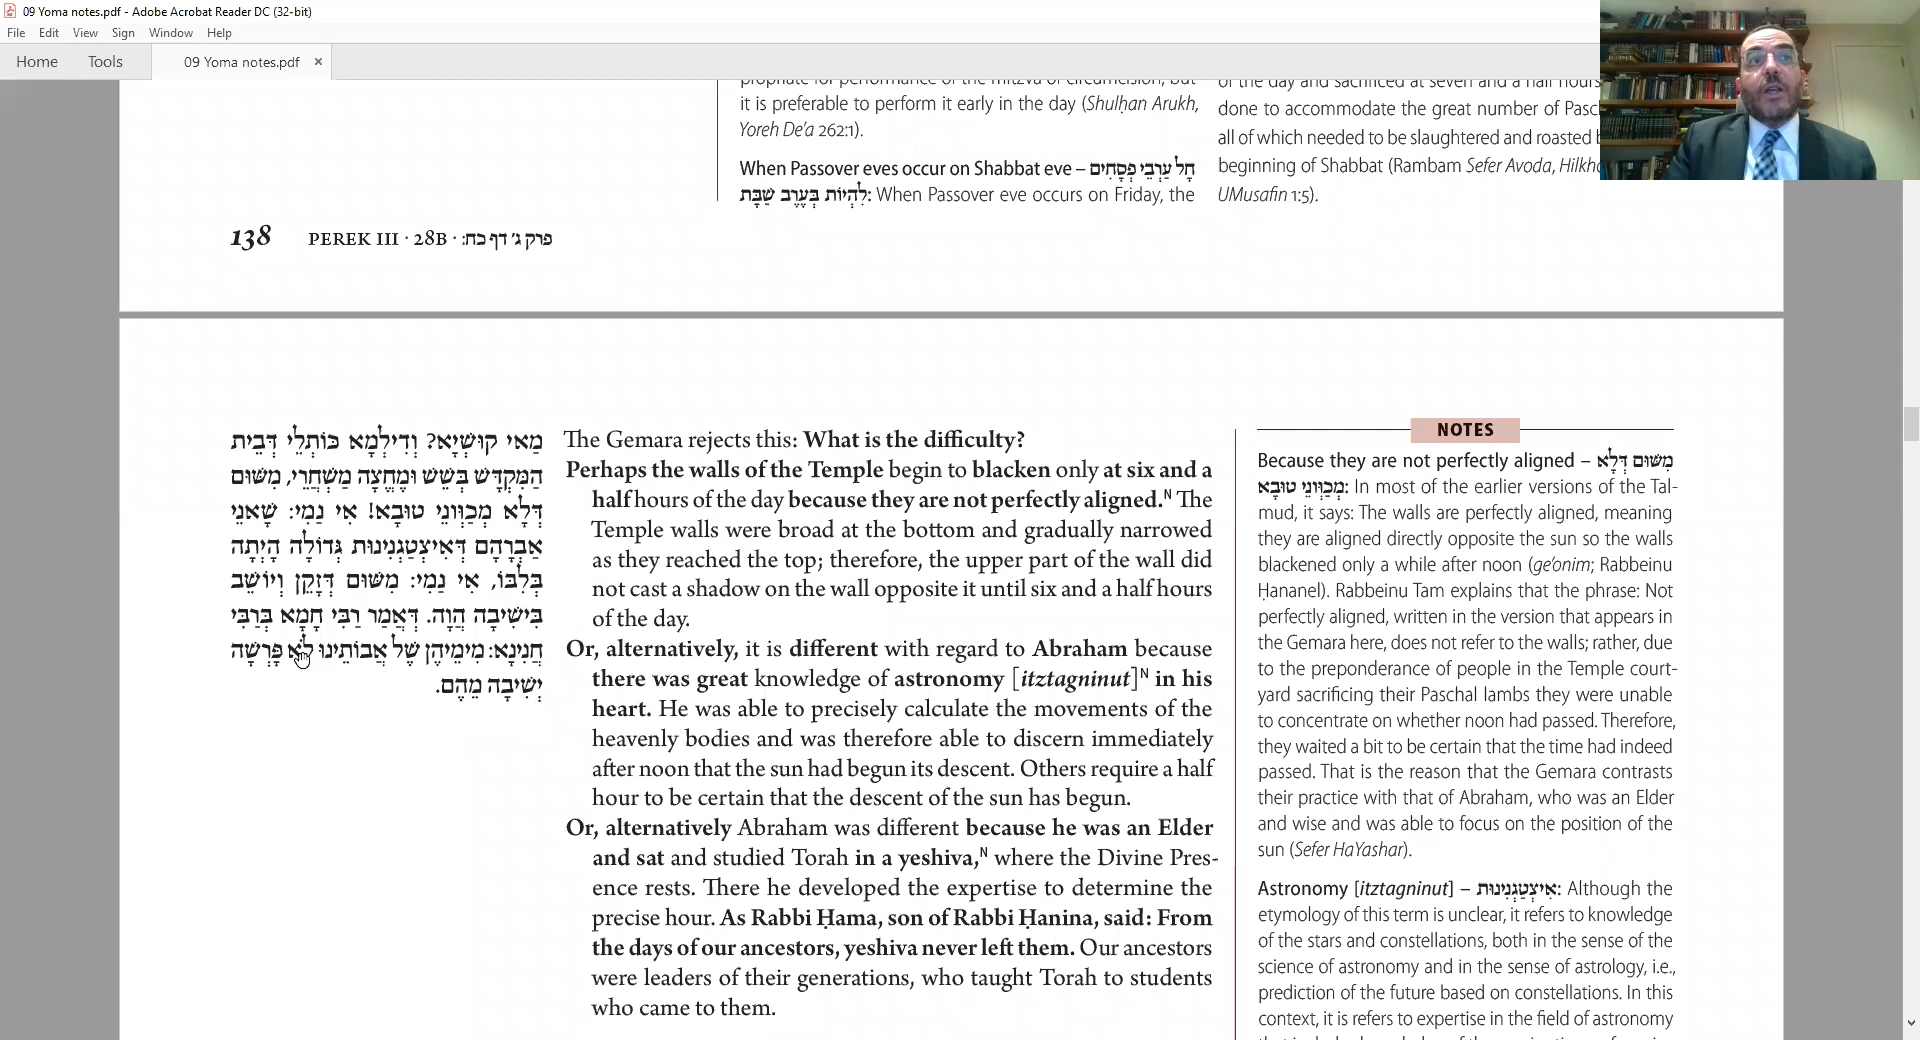 09 Yoma notes.pdf - Adobe Acrobat Reader DC (32-bit)
File Edit View Sign Window Help
Home Tools 09 Yoma notes.pdf ×
propriate for performance of the mitzva of circumcision, but
it is preferable to perform it early in the day (Shulḥan Arukh,
Yoreh De'a 262:1).
When Passover eves occur on Shabbat eve – חָל עַרְבֵי פְּסָחִים
לִהְיוֹת בְּעֶרֶב שַׁבָּת: When Passover eve occurs on Friday, the
of the day and sacrificed at seven and a half hours
done to accommodate the great number of
all of which needed to be slaughtered and roasted
beginning of Shabbat (Rambam Sefer Avoda,
UMusafin 1:5).
138 PEREK III · 28B · פרק ג׳ דף כח:
מַאי קוּשְׁיָא? וְדִילְמָא כּוֹתְלֵי דְּבֵית
הַמִּקְדָּשׁ בְּשֵׁשׁ וּמֶחֱצָה מַשְׁחֲרֵי, מִשּׁוּם
דְּלָא מְכַוְּונֵי טוּבָא! אִי נַמֵי: שָׁאנֵי
אַבְרָהָם דְּאִיצְטַגְנִינוּת גְּדוֹלָה הָיְתָה
בְּלִבּוֹ, אִי נַמֵי: מִשּׁוּם דְּזָקֵן וְיוֹשֵׁב
בִּישִׁיבָה הֲוָה. דְּאָמַר רַבִּי חָמָא בְּרַבִּי
חֲנִינָא: מִימֵיהֶן שֶׁל אֲבוֹתֵינוּ לֹא פָּרְשָׁה
יְשִׁיבָה מֵהֶם.
The Gemara rejects this: What is the difficulty?
Perhaps the walls of the Temple begin to blacken only at six and a
half hours of the day because they are not perfectly aligned.ᴺ The
Temple walls were broad at the bottom and gradually narrowed
as they reached the top; therefore, the upper part of the wall did
not cast a shadow on the wall opposite it until six and a half hours
of the day.
Or, alternatively, it is different with regard to Abraham because
there was great knowledge of astronomy [itztagninut]ᴺ in his
heart. He was able to precisely calculate the movements of the
heavenly bodies and was therefore able to discern immediately
after noon that the sun had begun its descent. Others require a half
hour to be certain that the descent of the sun has begun.
Or, alternatively Abraham was different because he was an Elder
and sat and studied Torah in a yeshiva,ᴺ where the Divine Pres-
ence rests. There he developed the expertise to determine the
precise hour. As Rabbi Ḥama, son of Rabbi Ḥanina, said: From
the days of our ancestors, yeshiva never left them. Our ancestors
were leaders of their generations, who taught Torah to students
who came to them.
NOTES
Because they are not perfectly aligned – מִשּׁוּם דְּלָא
מְכַוְּונֵי טוּבָא: In most of the earlier versions of the Tal-
mud, it says: The walls are perfectly aligned, meaning
they are aligned directly opposite the sun so the walls
blackened only a while after noon (ge'onim; Rabbeinu
Ḥananel). Rabbeinu Tam explains that the phrase: Not
perfectly aligned, written in the version that appears in
the Gemara here, does not refer to the walls; rather, due
to the preponderance of people in the Temple court-
yard sacrificing their Paschal lambs they were unable
to concentrate on whether noon had passed. Therefore,
they waited a bit to be certain that the time had indeed
passed. That is the reason that the Gemara contrasts
their practice with that of Abraham, who was an Elder
and wise and was able to focus on the position of the
sun (Sefer HaYashar).
Astronomy [itztagninut] – אִיצְטַגְנִינוּת: Although the
etymology of this term is unclear, it refers to knowledge
of the stars and constellations, both in the sense of the
science of astronomy and in the sense of astrology, i.e.,
prediction of the future based on constellations. In this
context, it is refers to expertise in the field of astronomy